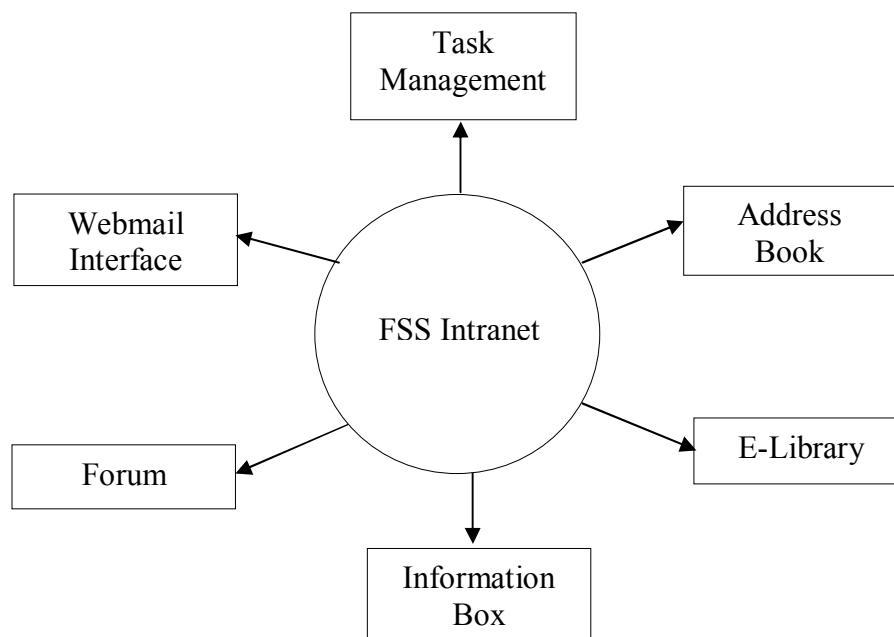 Task
Management
Webmail
Interface
Address
Book
FSS Intranet
Forum
E-Library
Information
Box